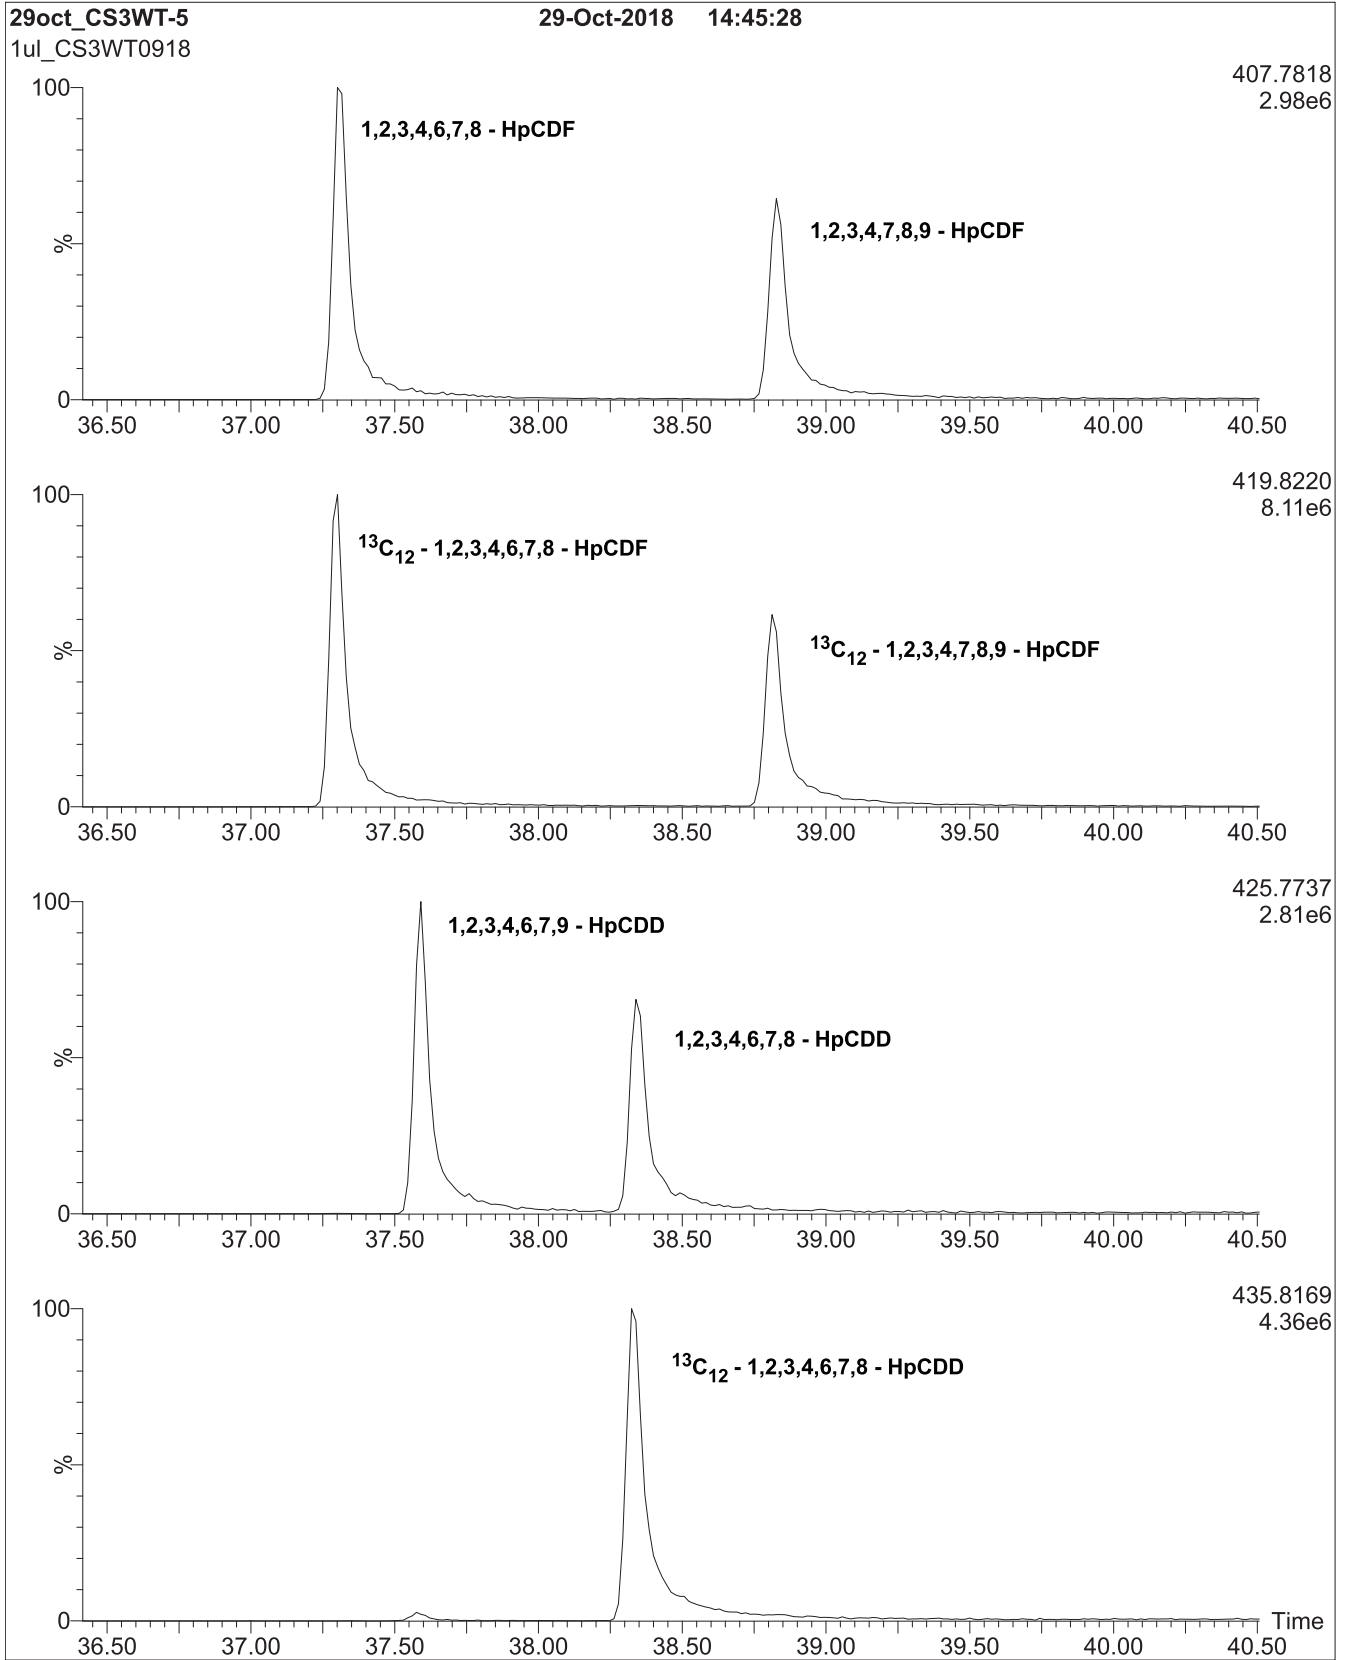 29oct_CS3WT-5 29-Oct-2018 14:45:28
1ul_CS3WT0918
407.7818
2.98e6
100
1,2,3,4,6,7,8 - HpCDF
1,2,3,4,7,8,9 - HpCDF
%
0
36.50 37.00 37.50 38.00 38.50 39.00 39.50 40.00 40.50
419.8220
8.11e6
100
¹³C₁₂ - 1,2,3,4,6,7,8 - HpCDF
¹³C₁₂ - 1,2,3,4,7,8,9 - HpCDF
%
0
36.50 37.00 37.50 38.00 38.50 39.00 39.50 40.00 40.50
425.7737
2.81e6
100
1,2,3,4,6,7,9 - HpCDD
1,2,3,4,6,7,8 - HpCDD
%
0
36.50 37.00 37.50 38.00 38.50 39.00 39.50 40.00 40.50
435.8169
4.36e6
100
¹³C₁₂ - 1,2,3,4,6,7,8 - HpCDD
%
0 Time
36.50 37.00 37.50 38.00 38.50 39.00 39.50 40.00 40.50